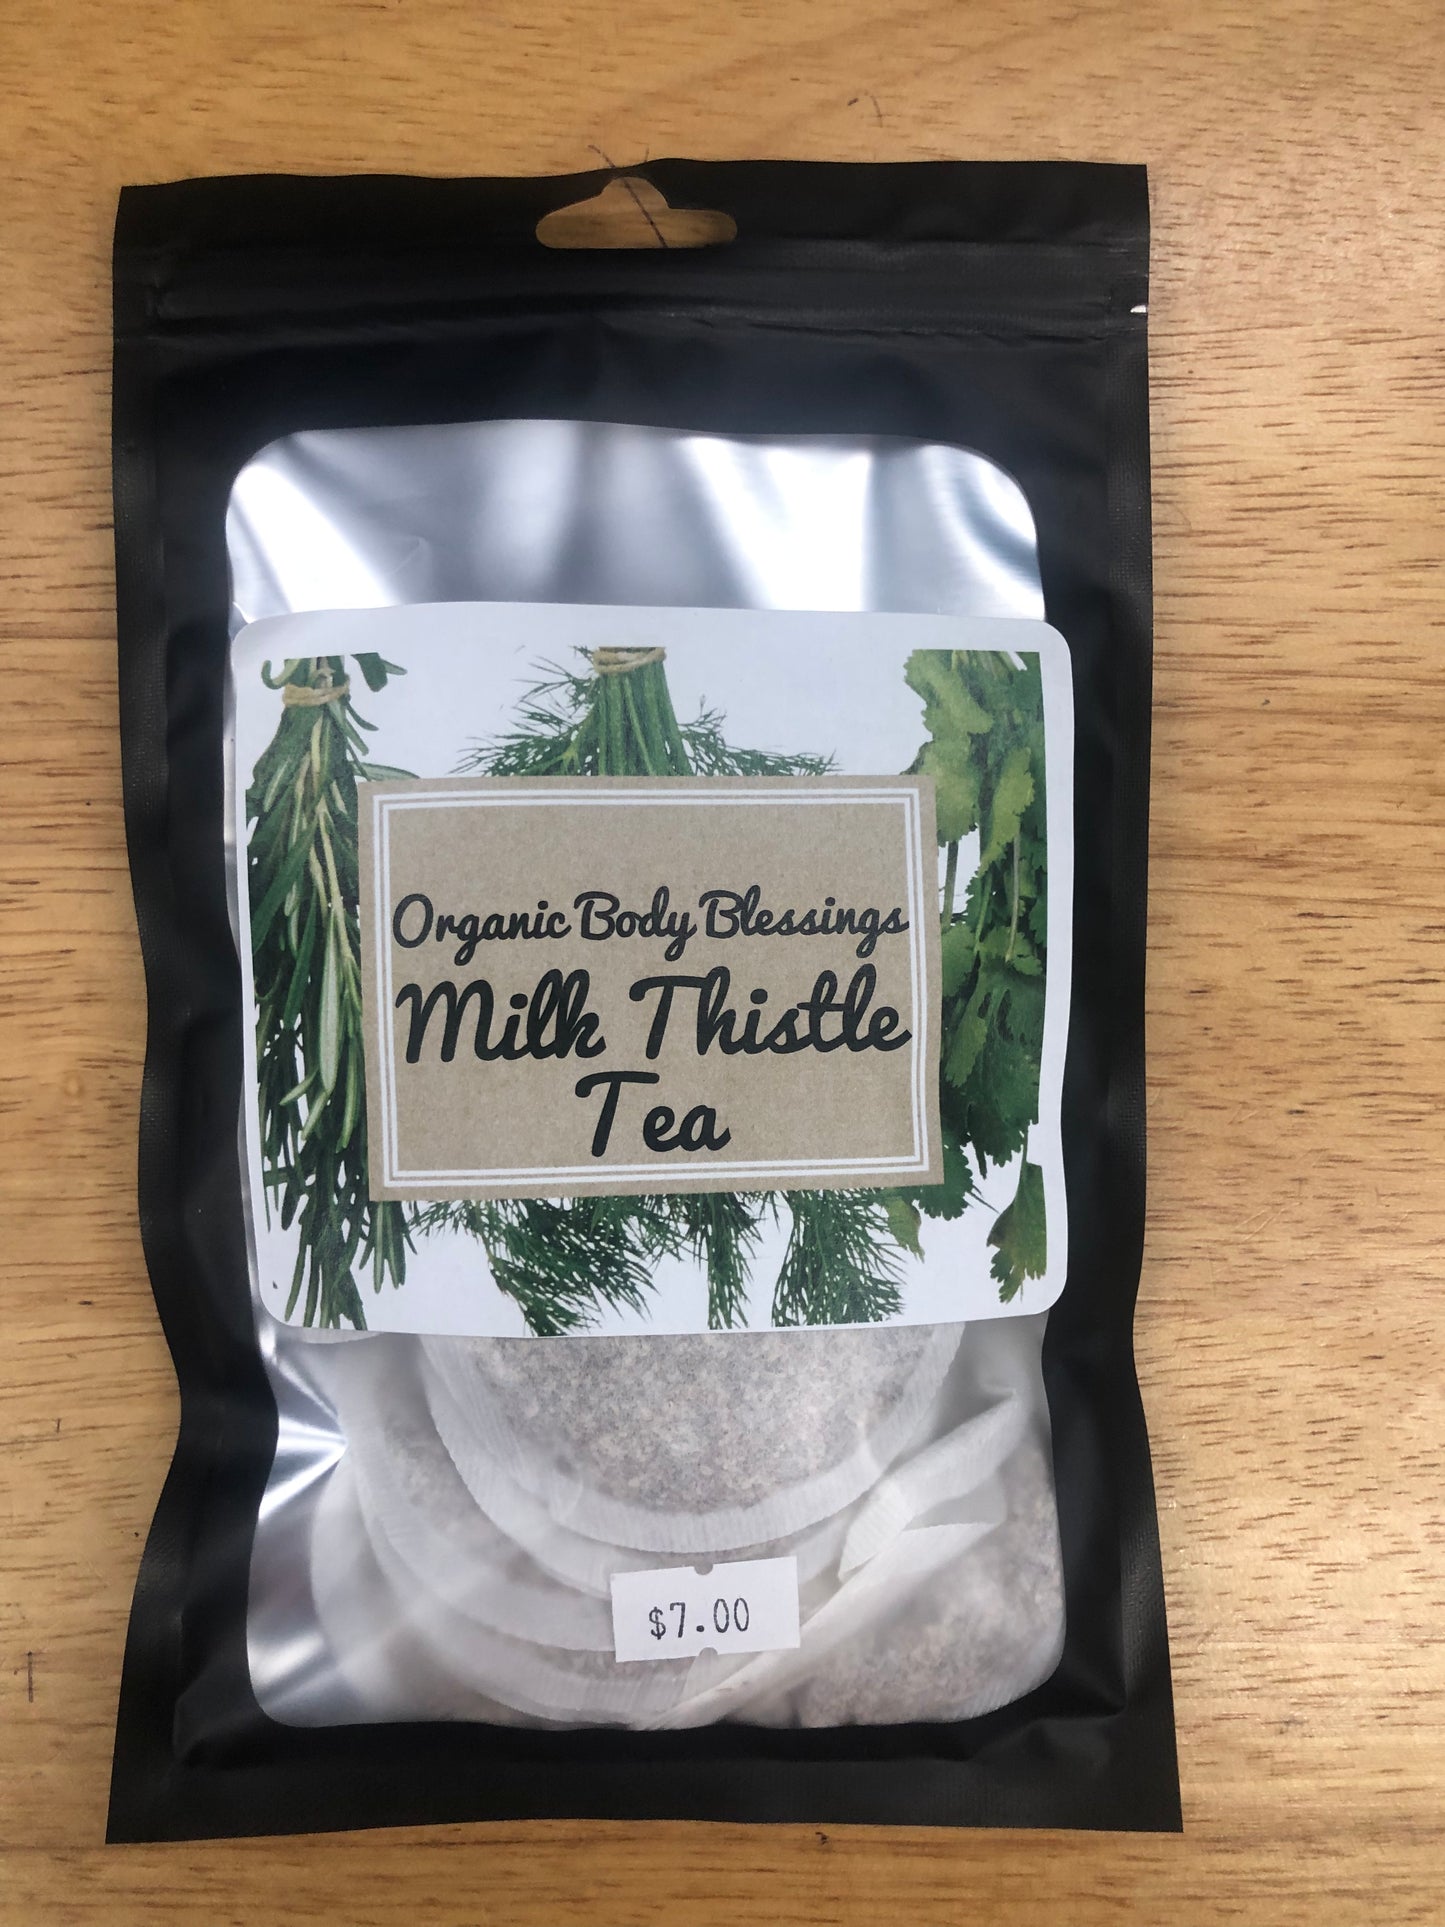 Organic Body Blessings
Milk Thistle
Tea
$7.00